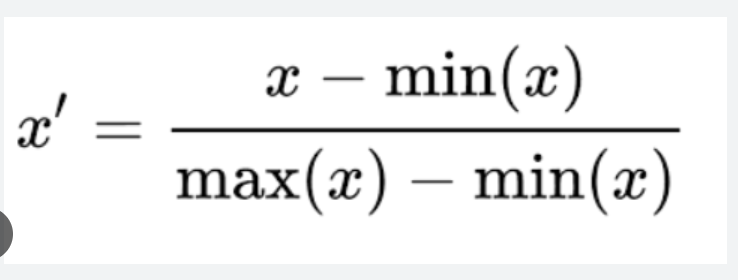 x′ = x − min(x) / max(x) − min(x)